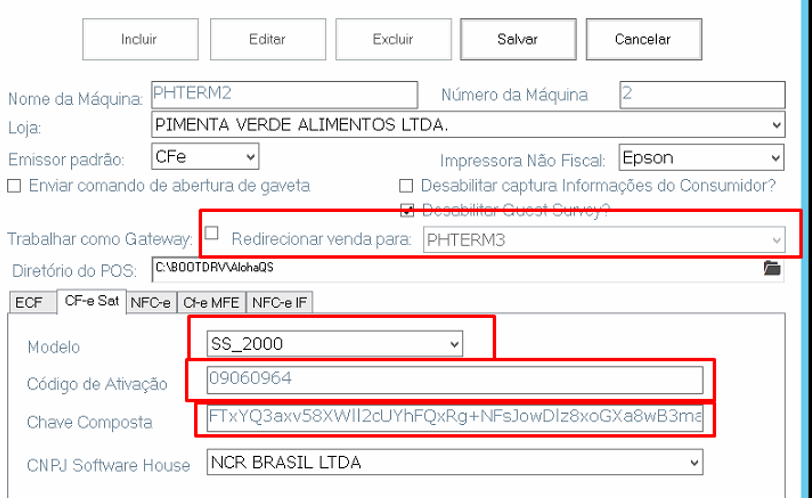 Incluir Editar Excluir Salvar Cancelar
Nome da Máquina: PHTERM2 Número da Máquina 2
Loja: PIMENTA VERDE ALIMENTOS LTDA.
Emissor padrão: CFe Impressora Não Fiscal: Epson
Enviar comando de abertura de gaveta Desabilitar captura Informações do Consumidor?
Desabilitar Guest Survey?
Trabalhar como Gateway: Redirecionar venda para: PHTERM3
Diretório do POS: C:\BOOTDRV\AlohaQS
ECF CF-e Sat NFC-e Cf-e MFE NFC-e IF
Modelo SS_2000
Código de Ativação 09060964
Chave Composta
CNPJ Software House NCR BRASIL LTDA